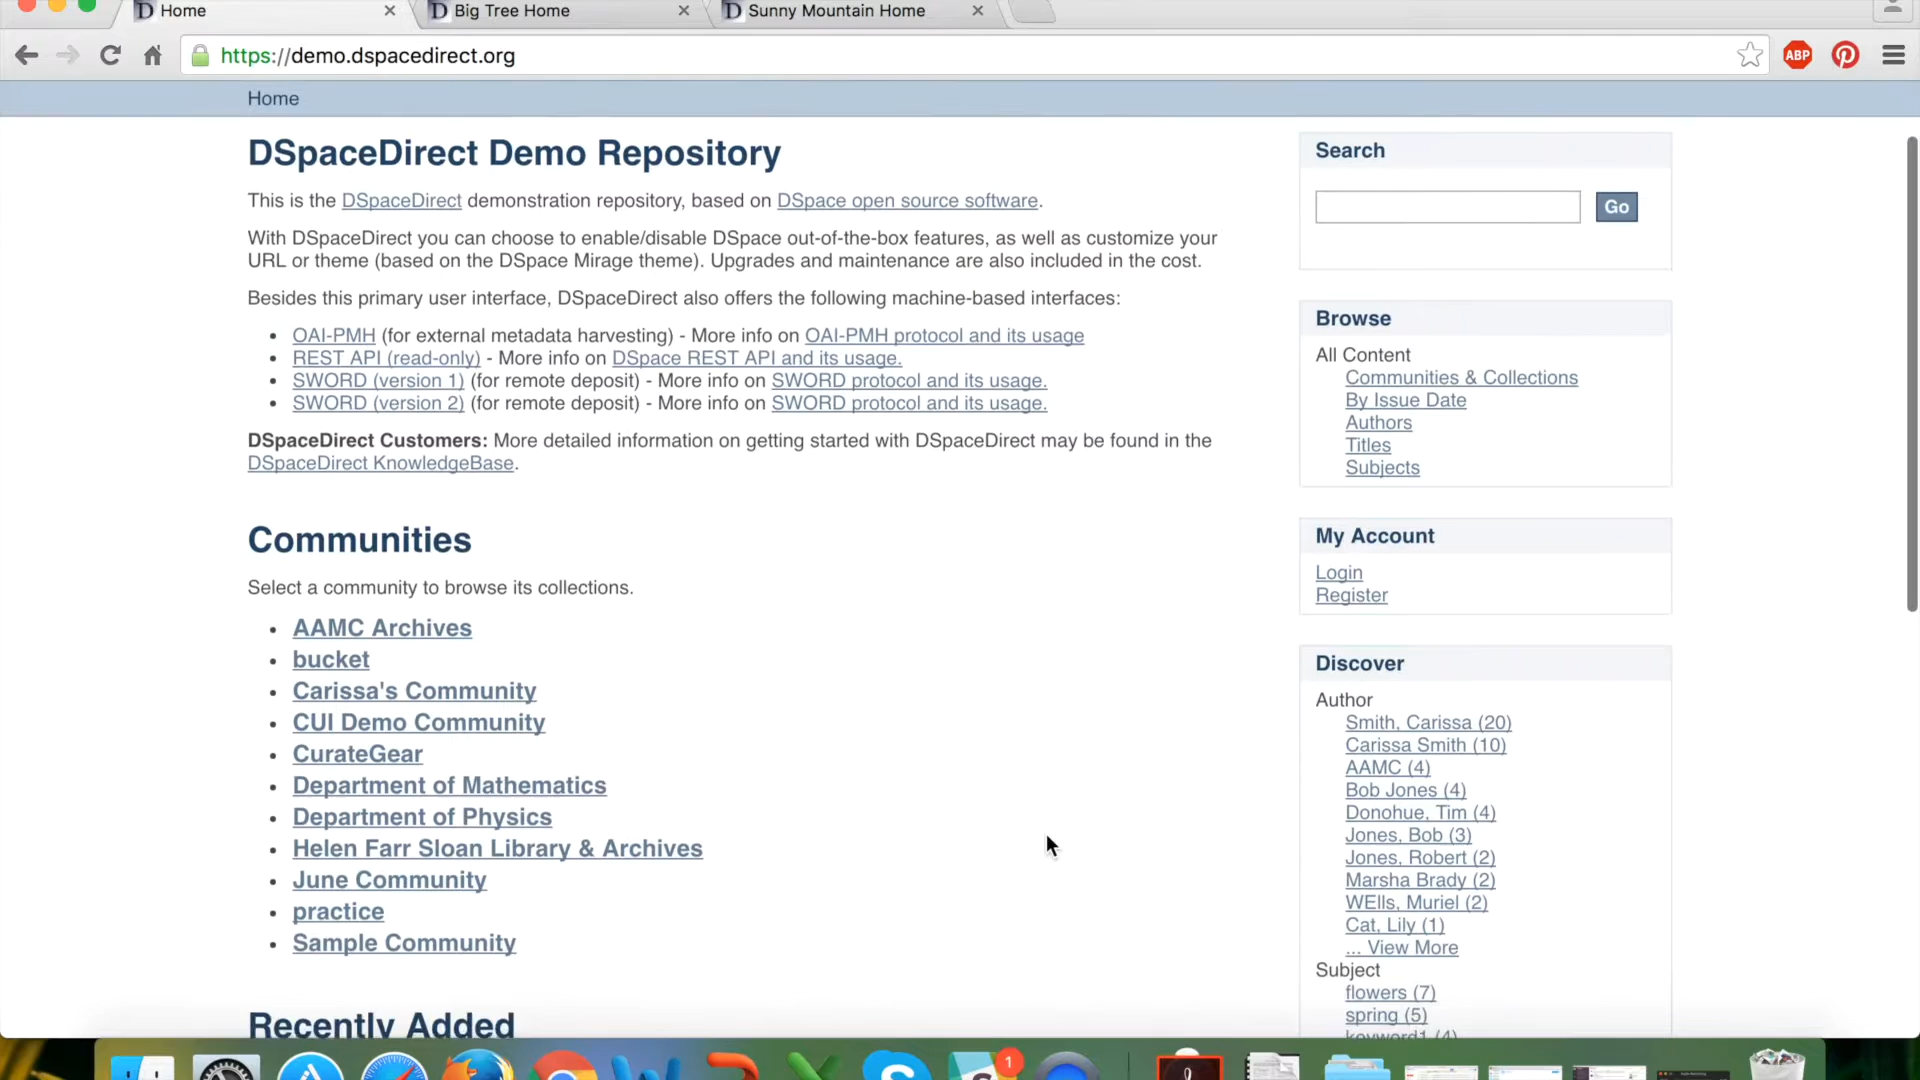 Home
Big Tree Home
Sunny Mountain Home
https://demo.dspacedirect.org
ABP
Home
DSpaceDirect Demo Repository
This is the DSpaceDirect demonstration repository, based on DSpace open source software.
With DSpaceDirect you can choose to enable/disable DSpace out-of-the-box features, as well as customize your
URL or theme (based on the DSpace Mirage theme). Upgrades and maintenance are also included in the cost.
Besides this primary user interface, DSpaceDirect also offers the following machine-based interfaces:
• OAI-PMH (for external metadata harvesting) - More info on OAI-PMH protocol and its usage
• REST API (read-only) - More info on DSpace REST API and its usage.
• SWORD (version 1) (for remote deposit) - More info on SWORD protocol and its usage.
• SWORD (version 2) (for remote deposit) - More info on SWORD protocol and its usage.
DSpaceDirect Customers: More detailed information on getting started with DSpaceDirect may be found in the
DSpaceDirect KnowledgeBase.
Communities
Select a community to browse its collections.
• AAMC Archives
• bucket
• Carissa's Community
• CUI Demo Community
• CurateGear
• Department of Mathematics
• Department of Physics
• Helen Farr Sloan Library & Archives
• June Community
• practice
• Sample Community
Recently Added
Search
Go
Browse
All Content
Communities & Collections
By Issue Date
Authors
Titles
Subjects
My Account
Login
Register
Discover
Author
Smith, Carissa (20)
Carissa Smith (10)
AAMC (4)
Bob Jones (4)
Donohue, Tim (4)
Jones, Bob (3)
Jones, Robert (2)
Marsha Brady (2)
WElls, Muriel (2)
Cat, Lily (1)
... View More
Subject
flowers (7)
spring (5)
keyword1 (4)
1